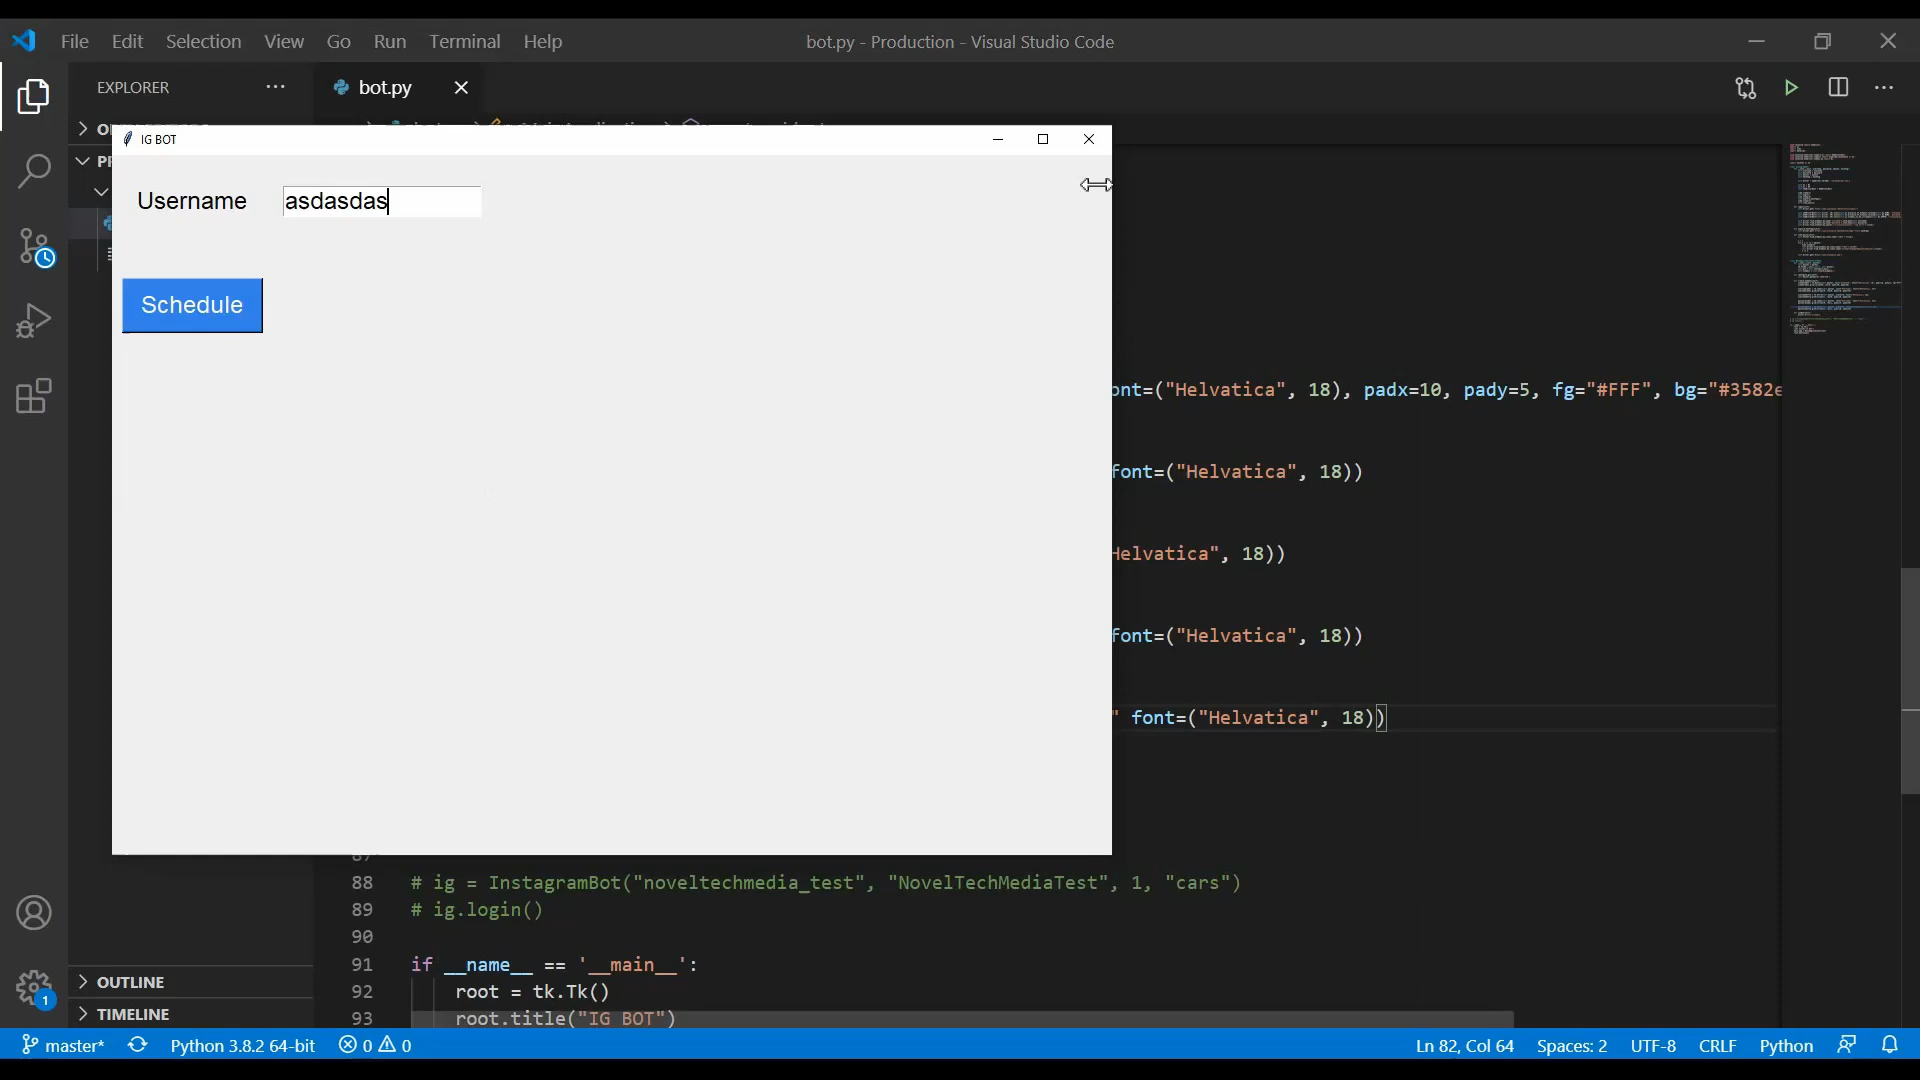 File Edit Selection View Go Run Terminal Help
bot.py - Production - Visual Studio Code
EXPLORER
bot.py
IG BOT
Username
asdasdas
Schedule
ont=("Helvatica", 18), padx=10, pady=5, fg="#FFF", bg="#3582e
font=("Helvatica", 18))
Helvatica", 18))
font=("Helvatica", 18))
" font=("Helvatica", 18))
87
88 # ig = InstagramBot("noveltechmedia_test", "NovelTechMediaTest", 1, "cars")
89 # ig.login()
90
91 if __name__ == '__main__':
92 root = tk.Tk()
93 root.title("IG BOT")
OUTLINE
TIMELINE
1
master* Python 3.8.2 64-bit 0 0 Ln 82, Col 64 Spaces: 2 UTF-8 CRLF Python